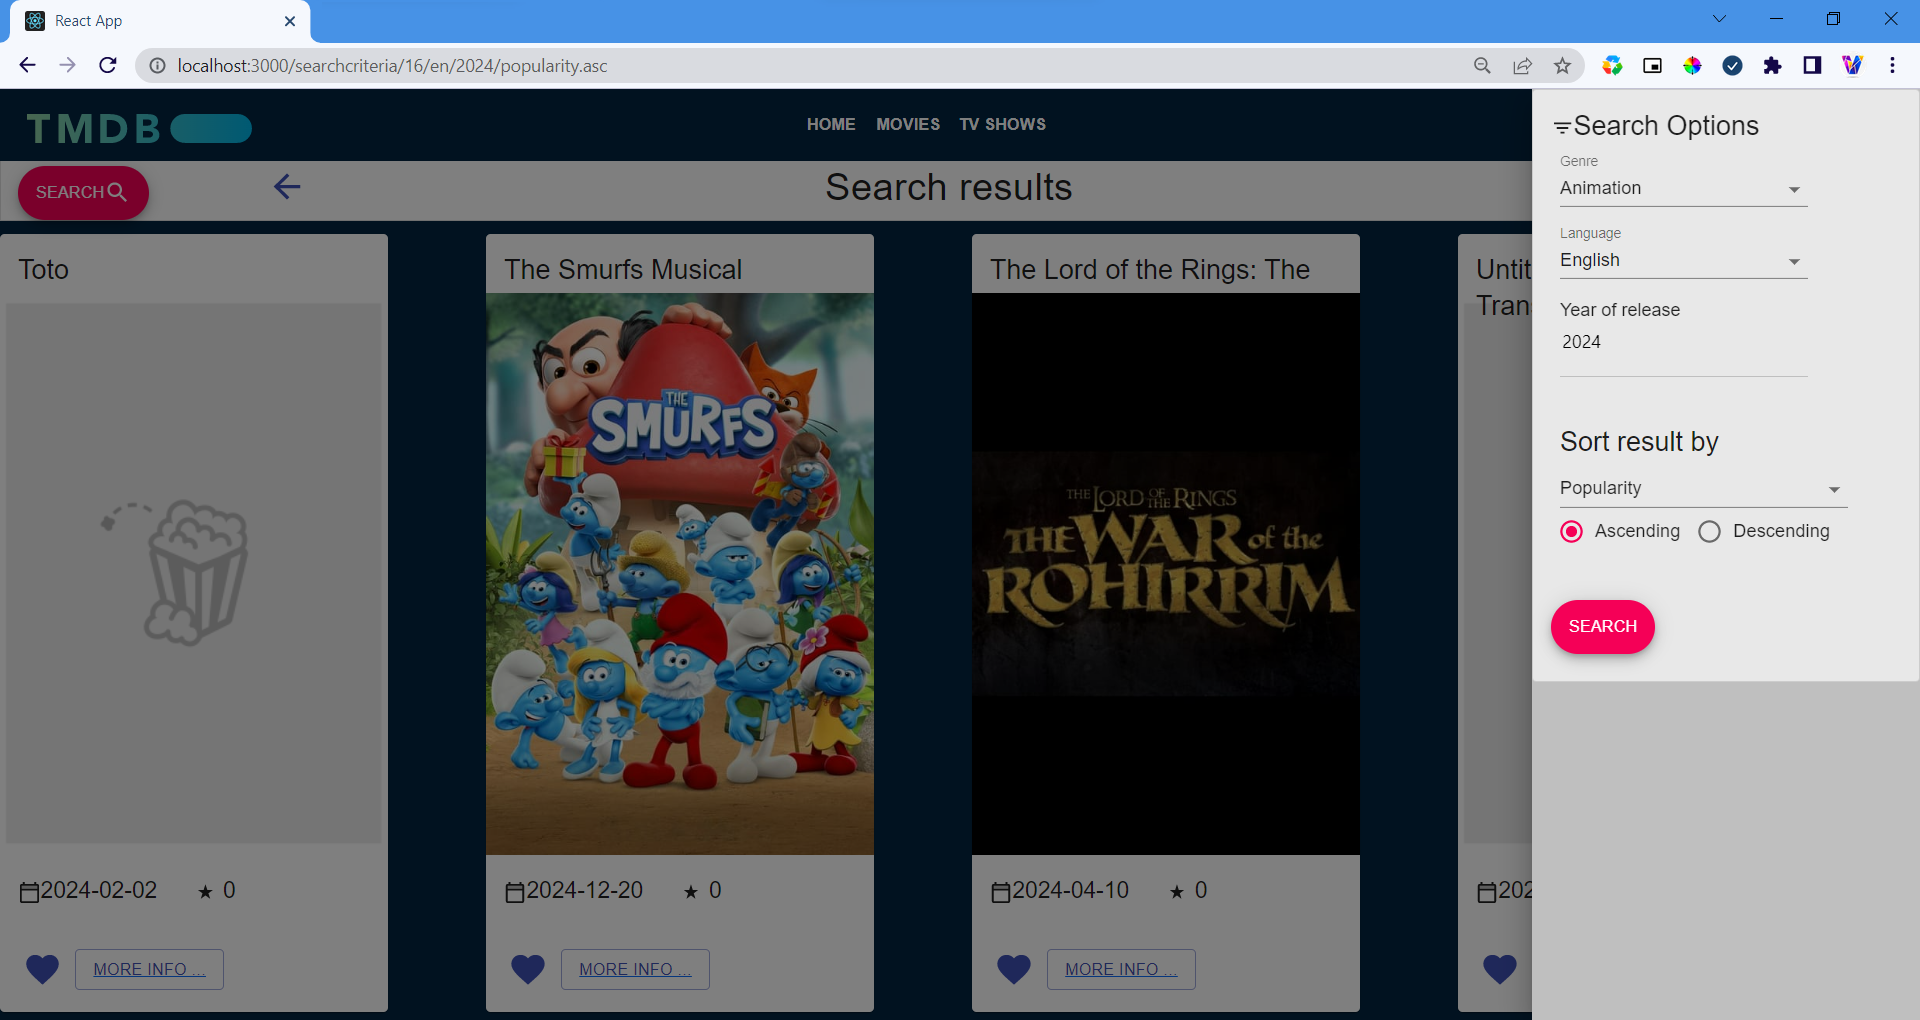 React App
localhost:3000/searchcriteria/16/en/2024/popularity.asc
TMDB
HOME MOVIES TV SHOWS
SEARCH
Search results
Toto
2024-02-02 ★ 0
MORE INFO ...
The Smurfs Musical
THE
SMURFS
2024-12-20 ★ 0
MORE INFO ...
The Lord of the Rings: The
THE LORD OF THE RINGS
THE WAR of the
ROHIRRIM
2024-04-10 ★ 0
MORE INFO ...
Untit
Tran
202
Search Options
Genre
Animation
Language
English
Year of release
2024
Sort result by
Popularity
Ascending Descending
SEARCH